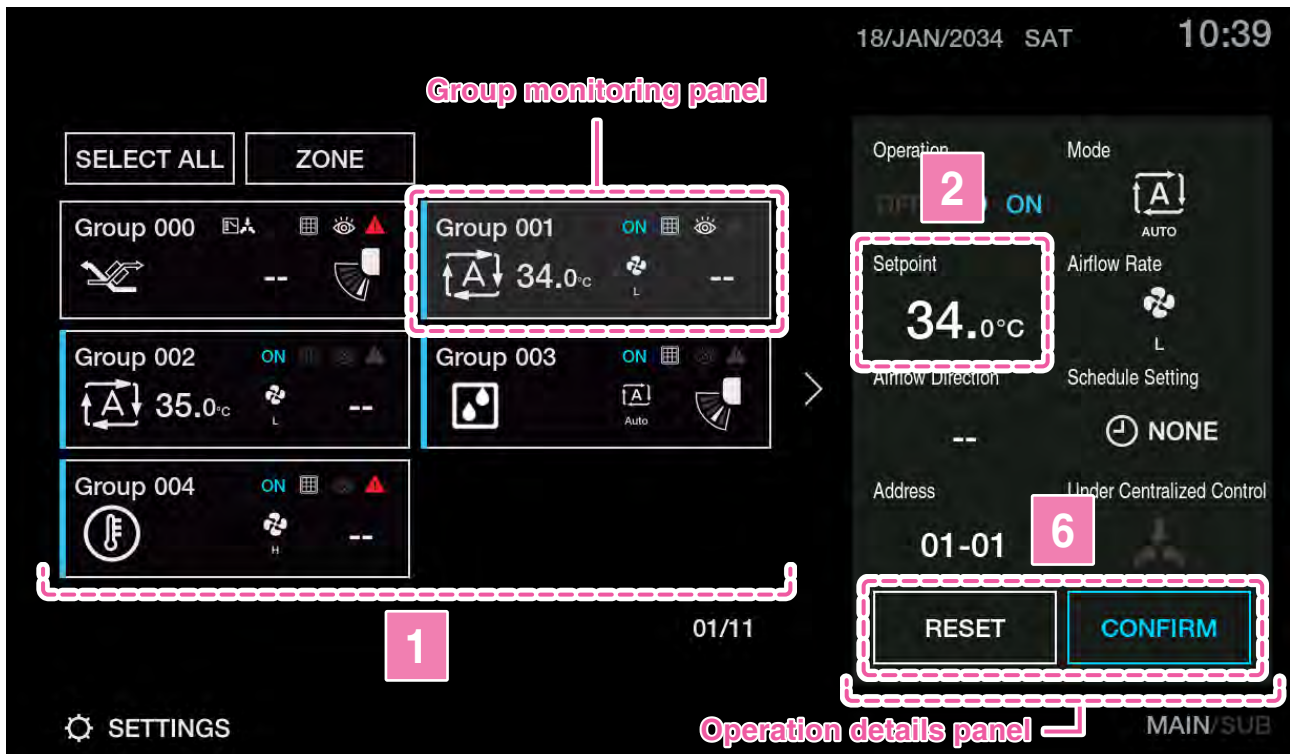 18/JAN/2034 SAT 10:39
Group monitoring panel
SELECT ALL ZONE
Operation Mode
2 ON
A
AUTO
Group 000
--
Group 001 ON
A 34.0°C L --
Setpoint Airflow Rate
34.0°C
L
Group 002 ON
A 35.0°C L --
Group 003 ON
A
Auto
>
Airflow Direction Schedule Setting
-- NONE
Group 004 ON
H --
Address Under Centralized Control
01-01 6
1
01/11
RESET CONFIRM
SETTINGS
Operation details panel
MAIN/SUB